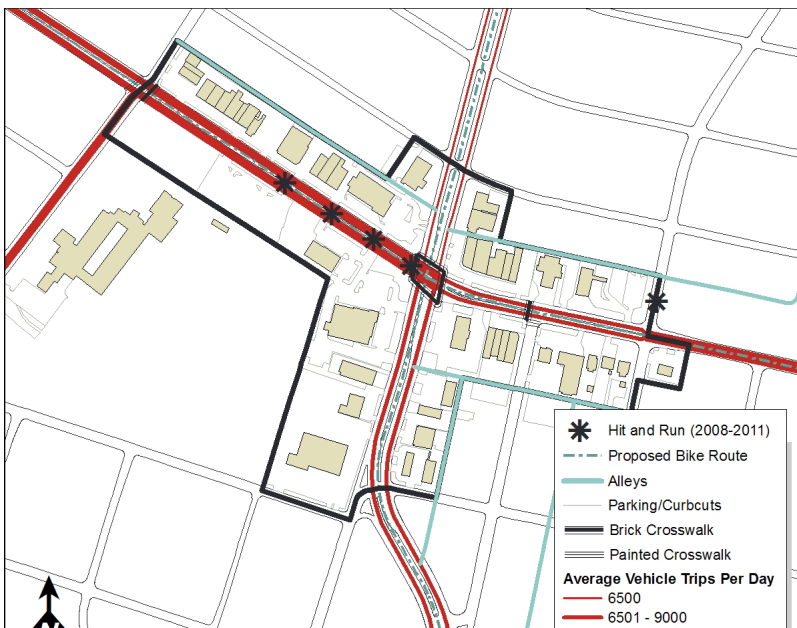 Hit and Run (2008-2011)
Proposed Bike Route
Alleys
Parking/Curbcuts
Brick Crosswalk
Painted Crosswalk
Average Vehicle Trips Per Day
6500
6501 - 9000